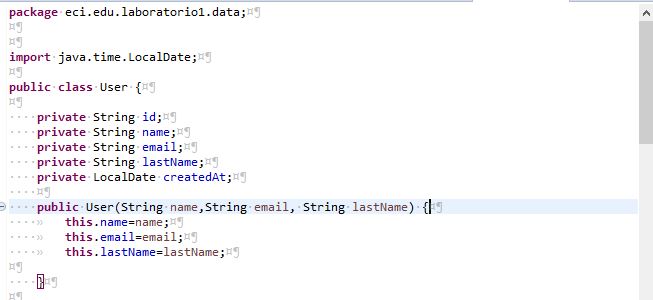 package eci.edu.laboratorio1.data;
import java.time.LocalDate;
public class User {
private String id;
private String name;
private String email;
private String lastName;
private LocalDate createdAt;
public User(String name,String email, String lastName) {
this.name=name;
this.email=email;
this.lastName=lastName;
}